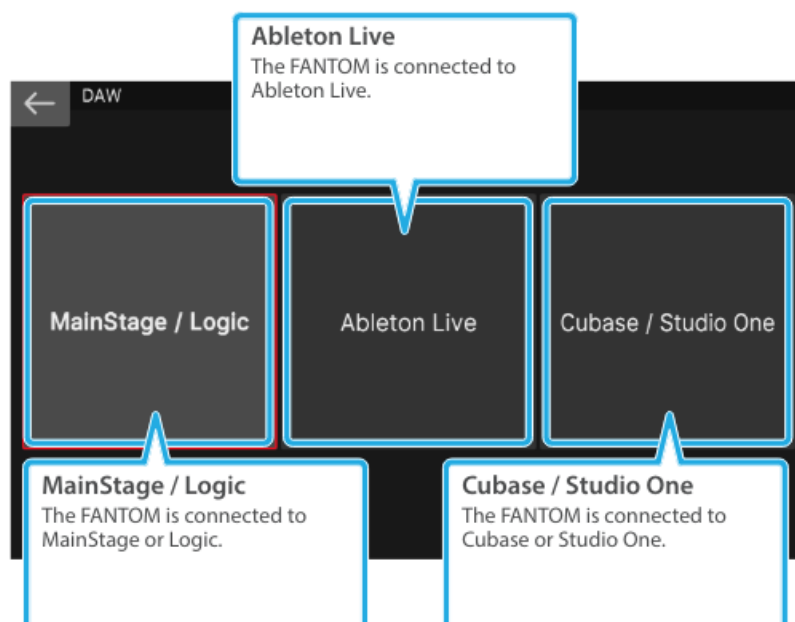 Ableton Live
The FANTOM is connected to
Ableton Live.
DAW
MainStage / Logic
Ableton Live
Cubase / Studio One
MainStage / Logic
The FANTOM is connected to
MainStage or Logic.
Cubase / Studio One
The FANTOM is connected to
Cubase or Studio One.